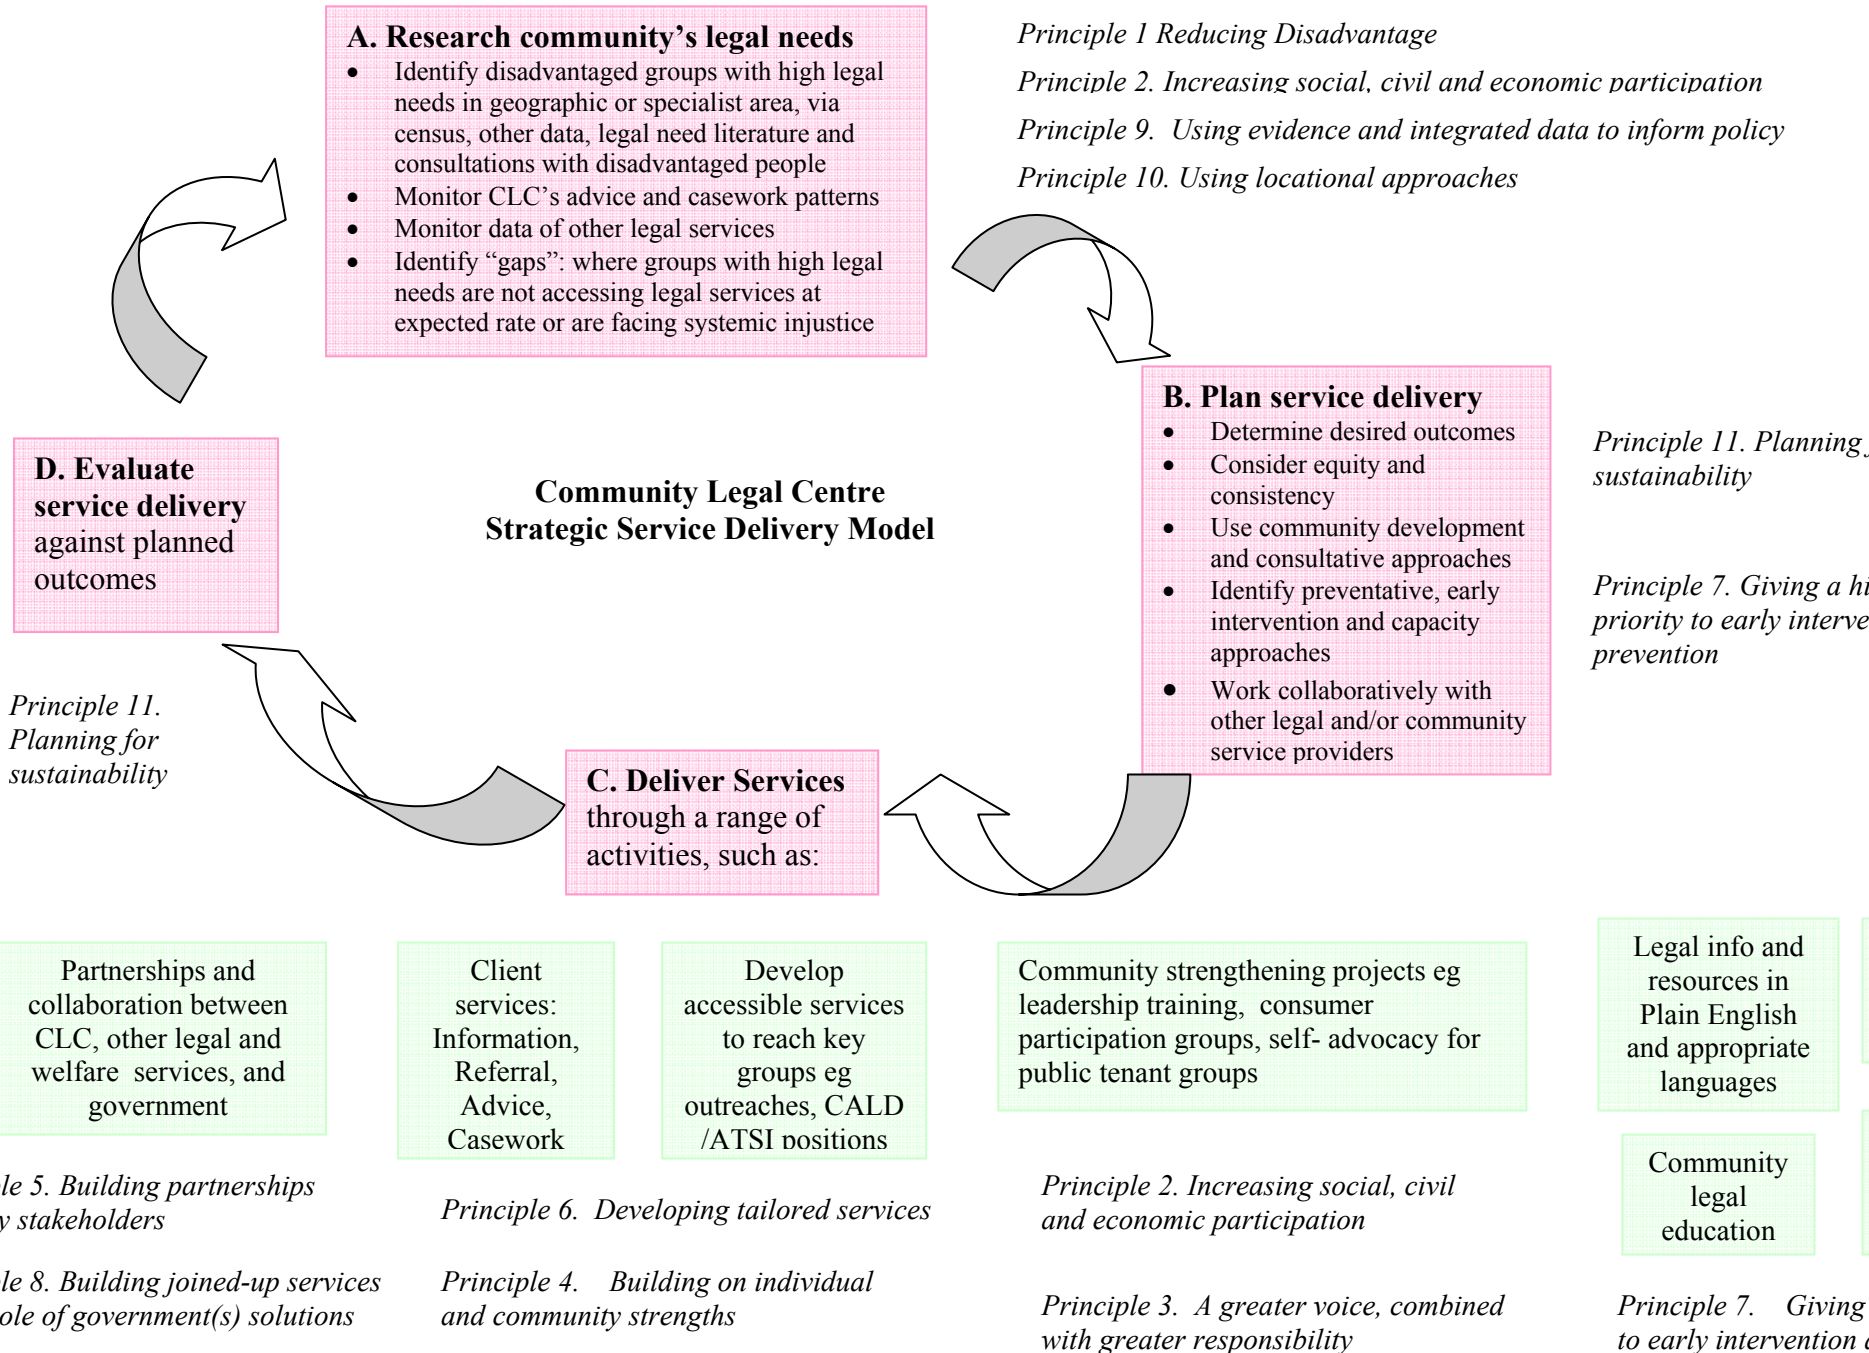 A. Research community’s legal needs
• Identify disadvantaged groups with high legal
needs in geographic or specialist area, via
census, other data, legal need literature and
consultations with disadvantaged people
• Monitor CLC’s advice and casework patterns
• Monitor data of other legal services
• Identify “gaps”: where groups with high legal
needs are not accessing legal services at
expected rate or are facing systemic injustice
Principle 1 Reducing Disadvantage
Principle 2. Increasing social, civil and economic participation
Principle 9. Using evidence and integrated data to inform policy
Principle 10. Using locational approaches
B. Plan service delivery
• Determine desired outcomes
• Consider equity and
consistency
• Use community development
and consultative approaches
• Identify preventative, early
intervention and capacity
approaches
• Work collaboratively with
other legal and/or community
service providers
Principle 11. Planning
sustainability
Principle 7. Giving a hi
priority to early interve
prevention
D. Evaluate
service delivery
against planned
outcomes
Community Legal Centre
Strategic Service Delivery Model
Principle 11.
Planning for
sustainability
C. Deliver Services
through a range of
activities, such as:
Partnerships and
collaboration between
CLC, other legal and
welfare services, and
government
Client
services:
Information,
Referral,
Advice,
Casework
Develop
accessible services
to reach key
groups eg
outreaches, CALD
/ATSI positions
Community strengthening projects eg
leadership training, consumer
participation groups, self- advocacy for
public tenant groups
Legal info and
resources in
Plain English
and appropriate
languages
Community
legal
education
le 5. Building partnerships
y stakeholders
le 8. Building joined-up services
ole of government(s) solutions
Principle 6. Developing tailored services
Principle 4. Building on individual
and community strengths
Principle 2. Increasing social, civil
and economic participation
Principle 3. A greater voice, combined
with greater responsibility
Principle 7. Giving
to early intervention